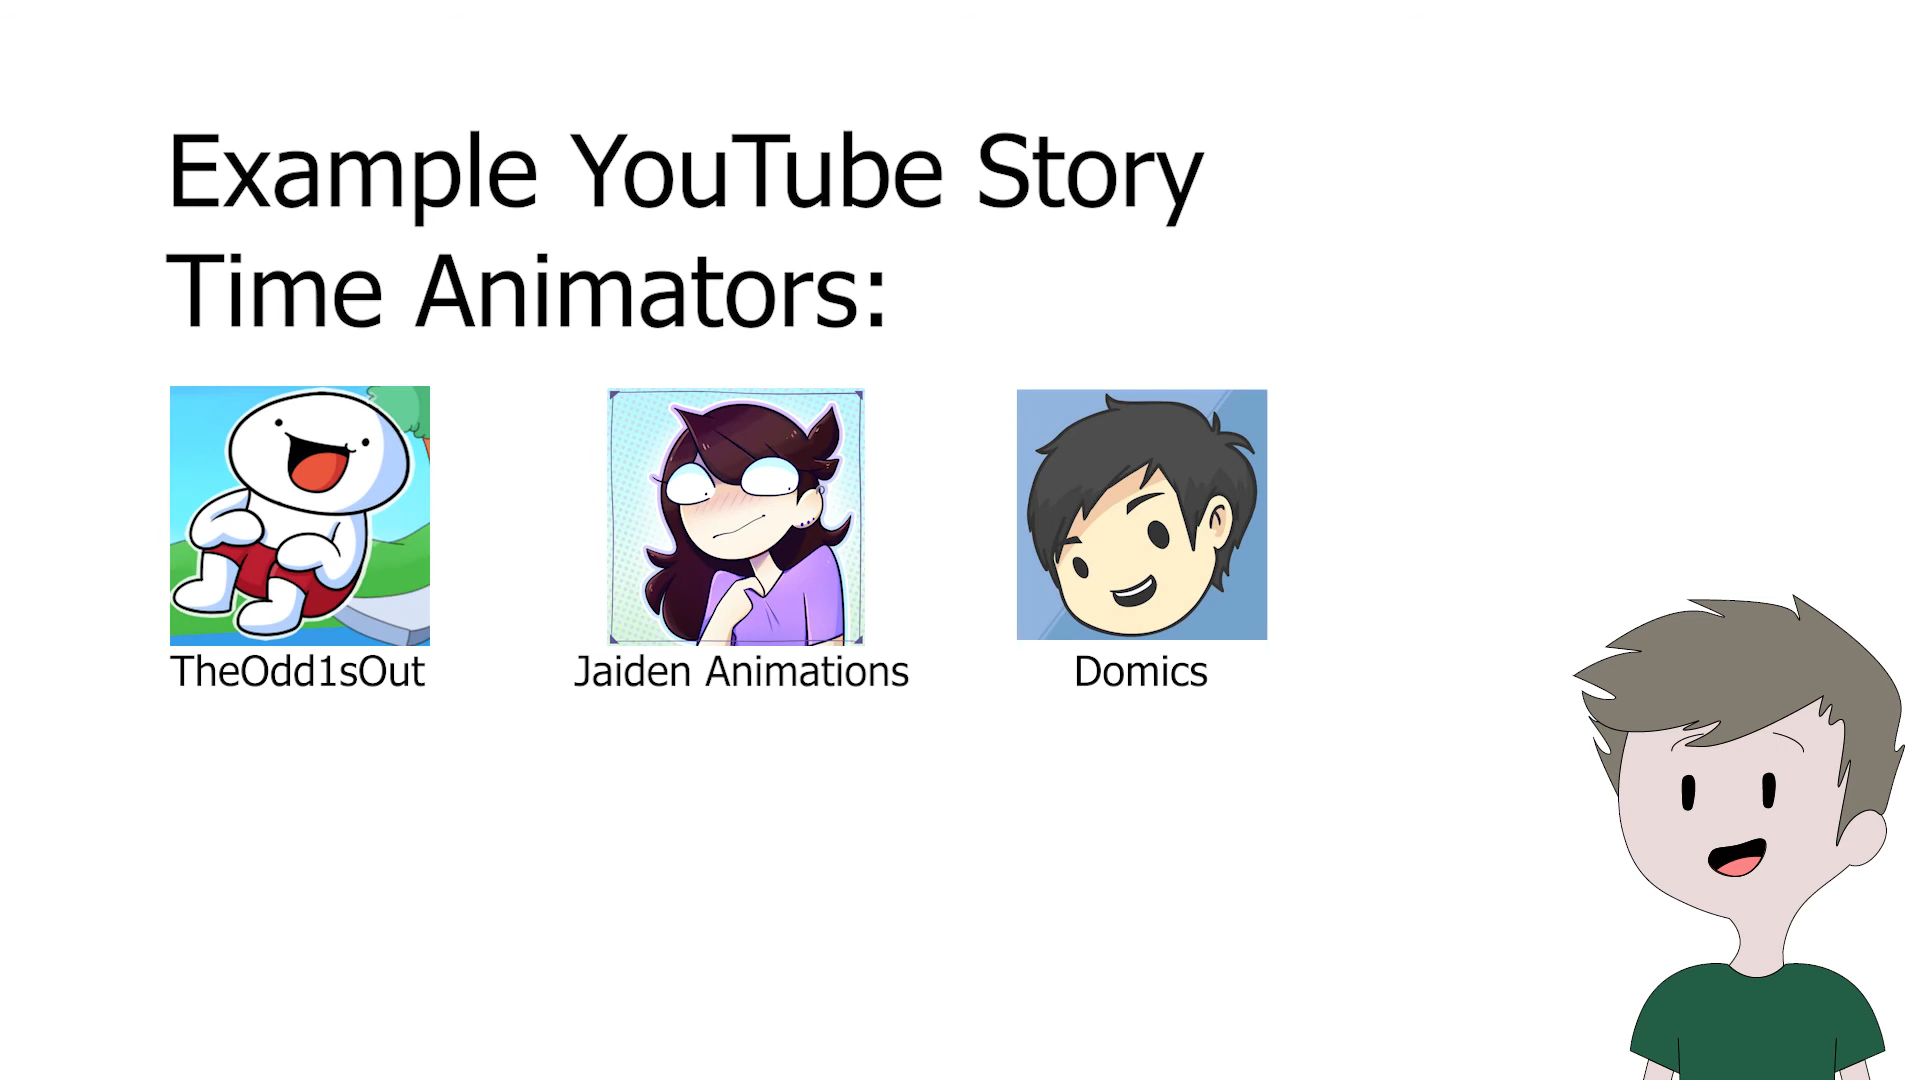 Example YouTube Story
Time Animators:
TheOdd1sOut
Jaiden Animations
Domics